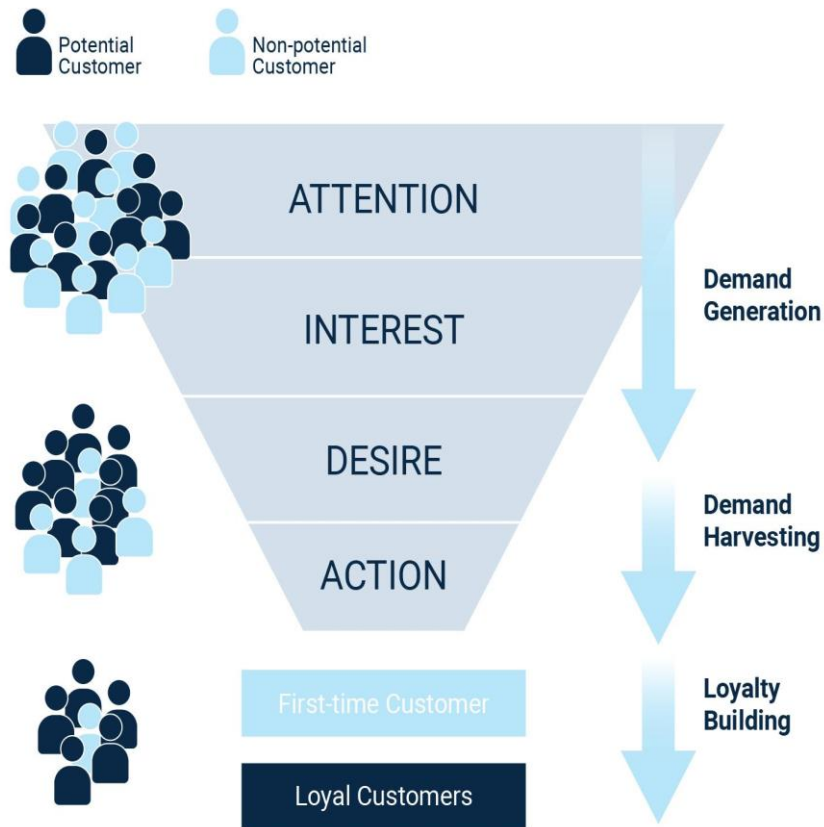 Potential
Customer
Non-potential
Customer
ATTENTION
INTEREST
DESIRE
ACTION
Demand
Generation
Demand
Harvesting
Loyalty
Building
First-time Customer
Loyal Customers